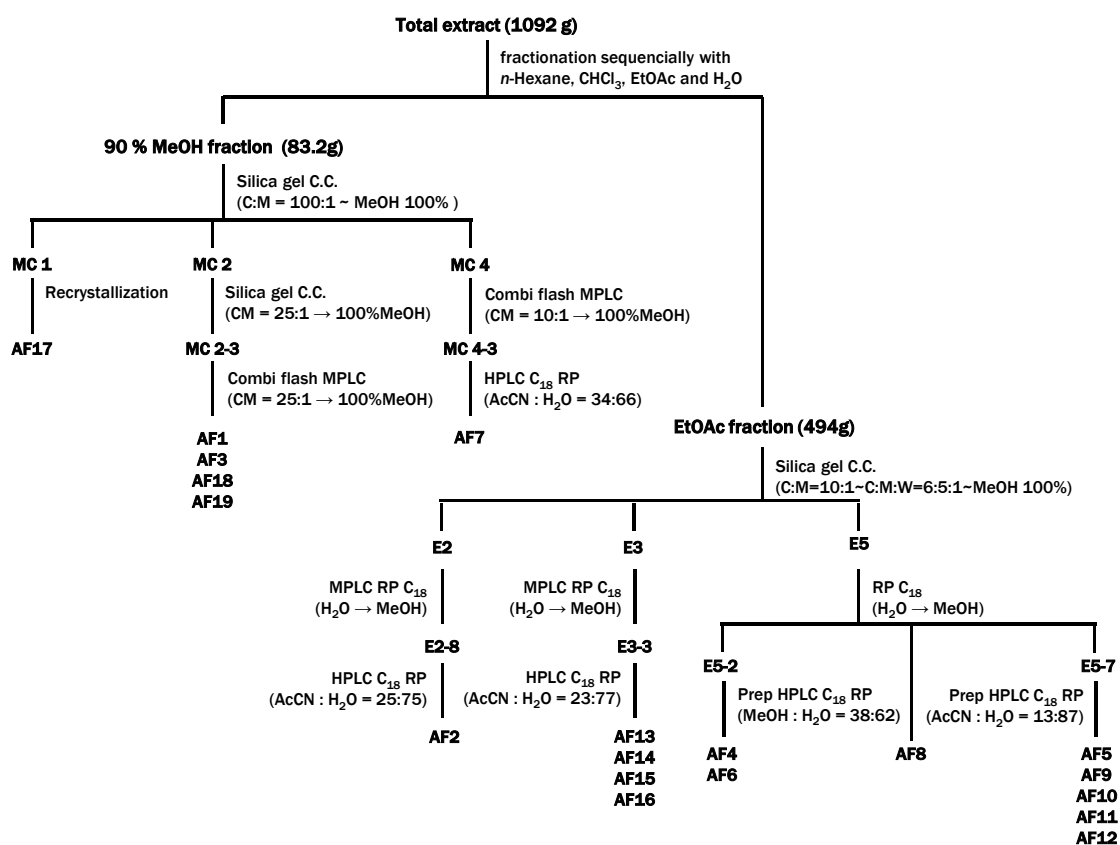 Total extract (1092 g)
fractionation sequencially with
n-Hexane, CHCl₃, EtOAc and H₂O
90 % MeOH fraction (83.2g)
Silica gel C.C.
(C:M = 100:1 ~ MeOH 100% )
MC 1
MC 2
MC 4
Recrystallization
Silica gel C.C.
(CM = 25:1 → 100%MeOH)
Combi flash MPLC
(CM = 10:1 → 100%MeOH)
AF17
MC 2-3
MC 4-3
Combi flash MPLC
(CM = 25:1 → 100%MeOH)
HPLC C₁₈ RP
(AcCN : H₂O = 34:66)
AF1
AF3
AF18
AF19
AF7
EtOAc fraction (494g)
Silica gel C.C.
(C:M=10:1~C:M:W=6:5:1~MeOH 100%)
E2
E3
E5
MPLC RP C₁₈
(H₂O → MeOH)
MPLC RP C₁₈
(H₂O → MeOH)
RP C₁₈
(H₂O → MeOH)
E2-8
E3-3
E5-2
E5-7
HPLC C₁₈ RP
(AcCN : H₂O = 25:75)
HPLC C₁₈ RP
(AcCN : H₂O = 23:77)
Prep HPLC C₁₈ RP
(MeOH : H₂O = 38:62)
Prep HPLC C₁₈ RP
(AcCN : H₂O = 13:87)
AF2
AF13
AF14
AF15
AF16
AF4
AF6
AF8
AF5
AF9
AF10
AF11
AF12